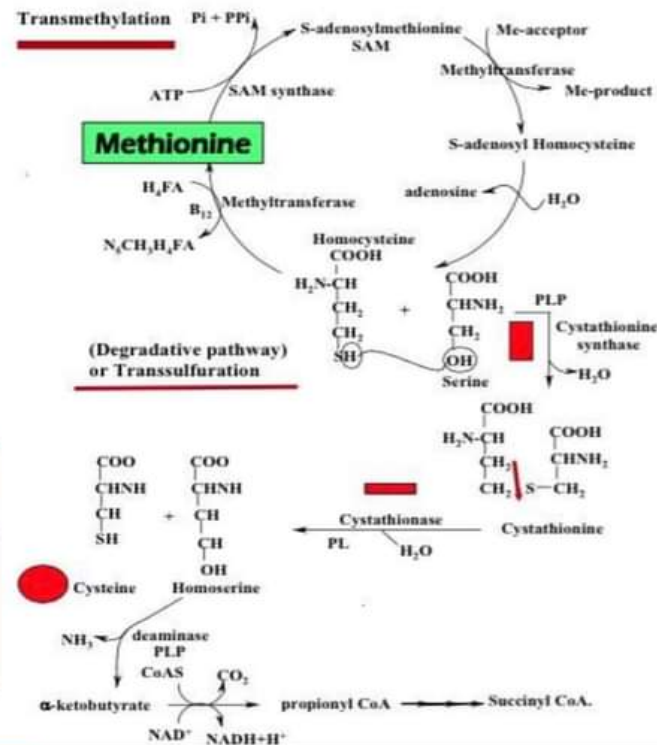 Transmethylation
Pi + PPi
S-adenosylmethionine
SAM
Me-acceptor
Methyltransferase
Me-product
ATP
SAM synthase
Methionine
S-adenosyl Homocysteine
H₄FA
B₁₂
Methyltransferase
adenosine
H₂O
N₅CH₃H₄FA
Homocysteine
COOH
H₂N-CH
CH₂
CH₂
SH
+
COOH
CHNH₂
CH₂
OH
Serine
PLP
Cystathionine
synthase
H₂O
(Degradative pathway)
or Transsulfuration
COOH
H₂N-CH
CH₂
CH₂ S—CH₂
COOH
CHNH₂
Cystathionine
COO
CHNH
CH
SH
+
COO
CHNH
CH
CH
OH
Cystathionase
PL
H₂O
Cysteine
Homoserine
NH₃
deaminase
PLP
CoAS
CO₂
α-ketobutyrate
propionyl CoA
Succinyl CoA.
NAD⁺
NADH+H⁺